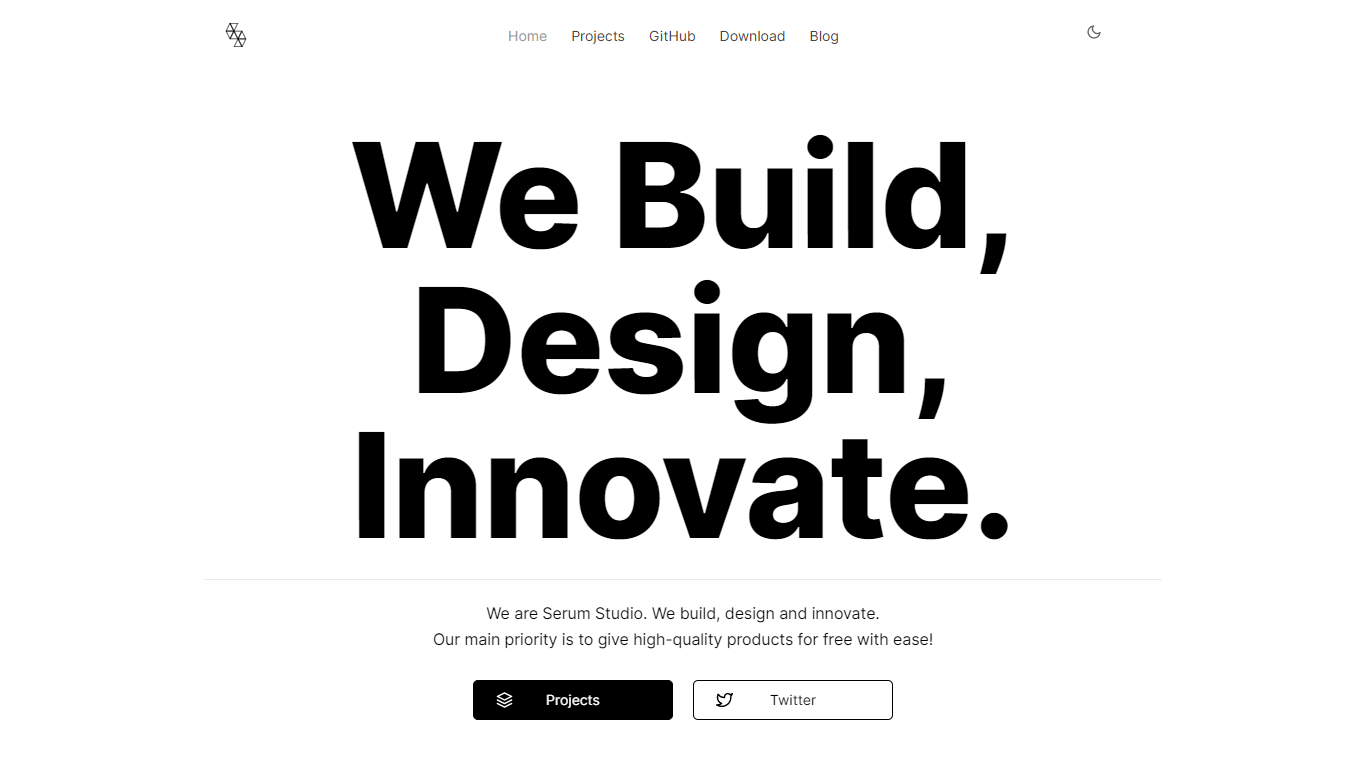 Home Projects GitHub Download Blog
We Build,
Design,
Innovate.
We are Serum Studio. We build, design and innovate.
Our main priority is to give high-quality products for free with ease!
Projects Twitter